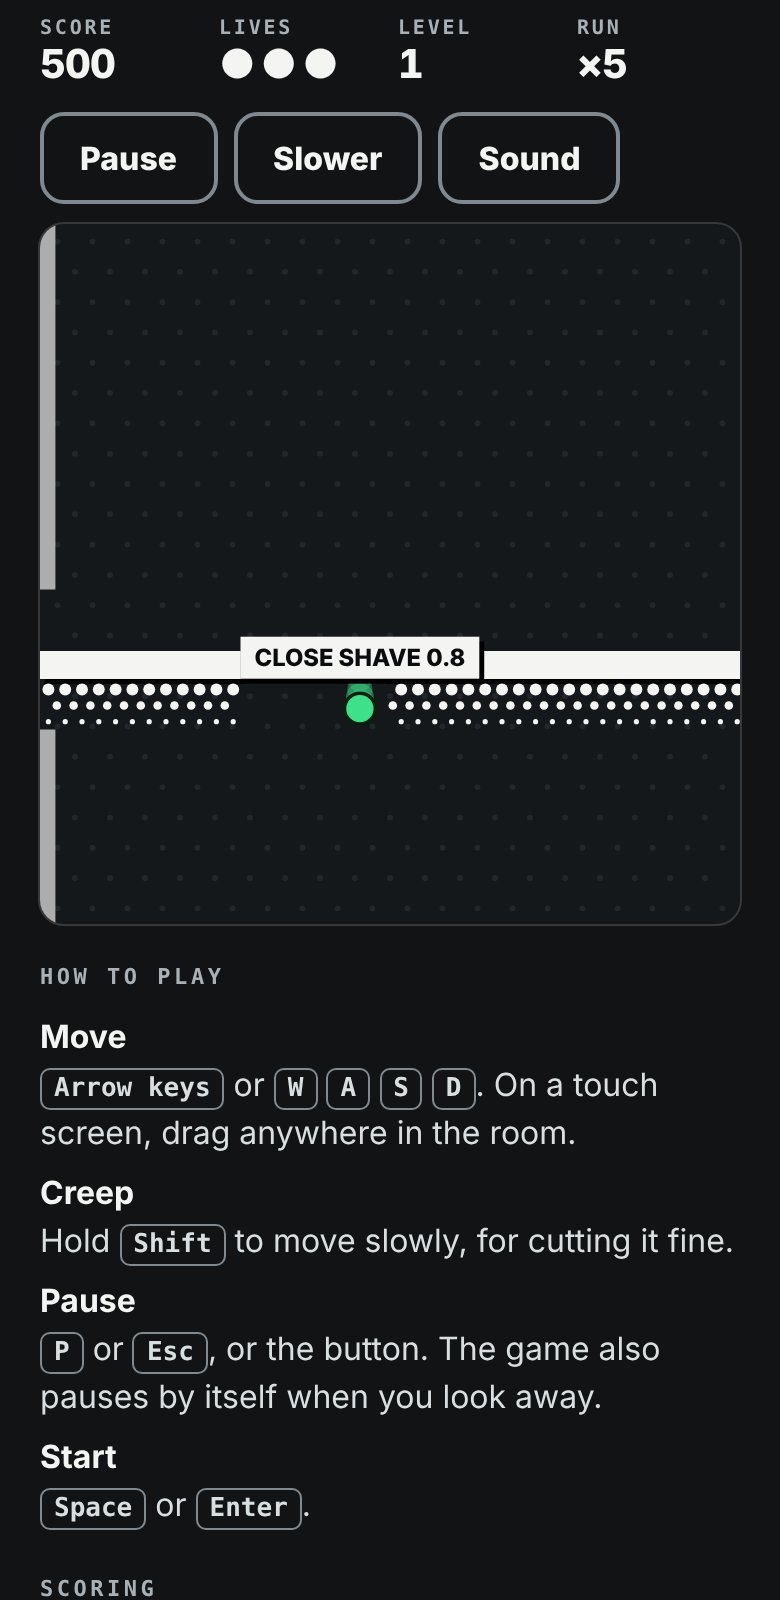 SCORE LIVES LEVEL RUN
500 1 ×5
Pause Slower Sound
CLOSE SHAVE 0.8
HOW TO PLAY
Move
Arrow keys or W A S D. On a touch
screen, drag anywhere in the room.
Creep
Hold Shift to move slowly, for cutting it fine.
Pause
P or Esc, or the button. The game also
pauses by itself when you look away.
Start
Space or Enter.
SCORING